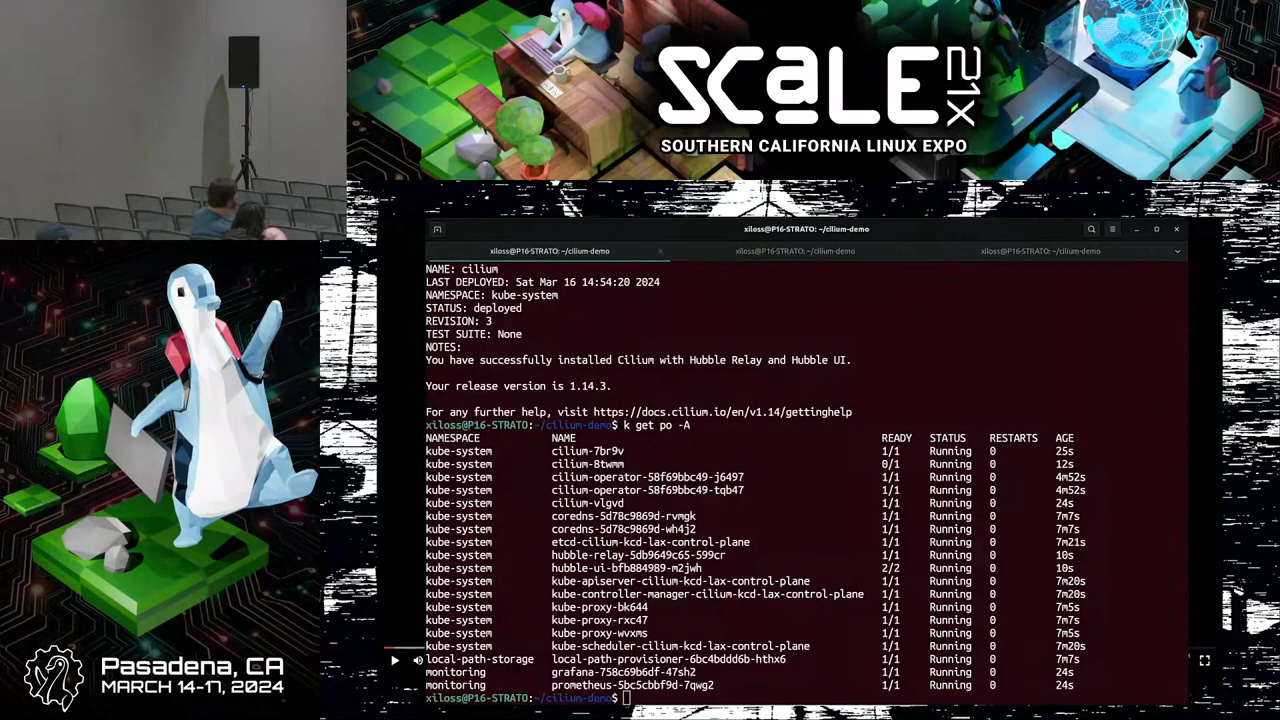 SCaLE 21X
SOUTHERN CALIFORNIA LINUX EXPO
xiloss@P16-STRATO: ~/cilium-demo
xiloss@P16-STRATO: ~/cilium-demo xiloss@P16-STRATO: ~/cilium-demo xiloss@P16-STRATO: ~/cilium-demo
NAME: cilium
LAST DEPLOYED: Sat Mar 16 14:54:20 2024
NAMESPACE: kube-system
STATUS: deployed
REVISION: 3
TEST SUITE: None
NOTES:
You have successfully installed Cilium with Hubble Relay and Hubble UI.
Your release version is 1.14.3.
For any further help, visit https://docs.cilium.io/en/v1.14/gettinghelp
xiloss@P16-STRATO:~/cilium-demo$ k get po -A
NAMESPACE NAME READY STATUS RESTARTS AGE
kube-system cilium-7br9v 1/1 Running 0 25s
kube-system cilium-8twmm 0/1 Running 0 12s
kube-system cilium-operator-58f69bbc49-j6497 1/1 Running 0 4m52s
kube-system cilium-operator-58f69bbc49-tqb47 1/1 Running 0 4m52s
kube-system cilium-vlgvd 1/1 Running 0 24s
kube-system coredns-5d78c9869d-rvmgk 1/1 Running 0 7m7s
kube-system coredns-5d78c9869d-wh4j2 1/1 Running 0 7m7s
kube-system etcd-cilium-kcd-lax-control-plane 1/1 Running 0 7m21s
kube-system hubble-relay-5db9649c65-599cr 1/1 Running 0 10s
kube-system hubble-ui-bfb884989-m2jwh 2/2 Running 0 10s
kube-system kube-apiserver-cilium-kcd-lax-control-plane 1/1 Running 0 7m20s
kube-system kube-controller-manager-cilium-kcd-lax-control-plane 1/1 Running 0 7m20s
kube-system kube-proxy-bk644 1/1 Running 0 7m5s
kube-system kube-proxy-rxc47 1/1 Running 0 7m7s
kube-system kube-proxy-wvxms 1/1 Running 0 7m5s
kube-system kube-scheduler-cilium-kcd-lax-control-plane 1/1 Running 0 7m20s
local-path-storage local-path-provisioner-6bc4bddd6b-hthx6 1/1 Running 0 7m7s
monitoring grafana-758c69b6df-47sh2 1/1 Running 0 24s
monitoring prometheus-5bc5cbbf9d-7qwg2 1/1 Running 0 24s
xiloss@P16-STRATO:~/cilium-demo$
Pasadena, CA
MARCH 14-17, 2024